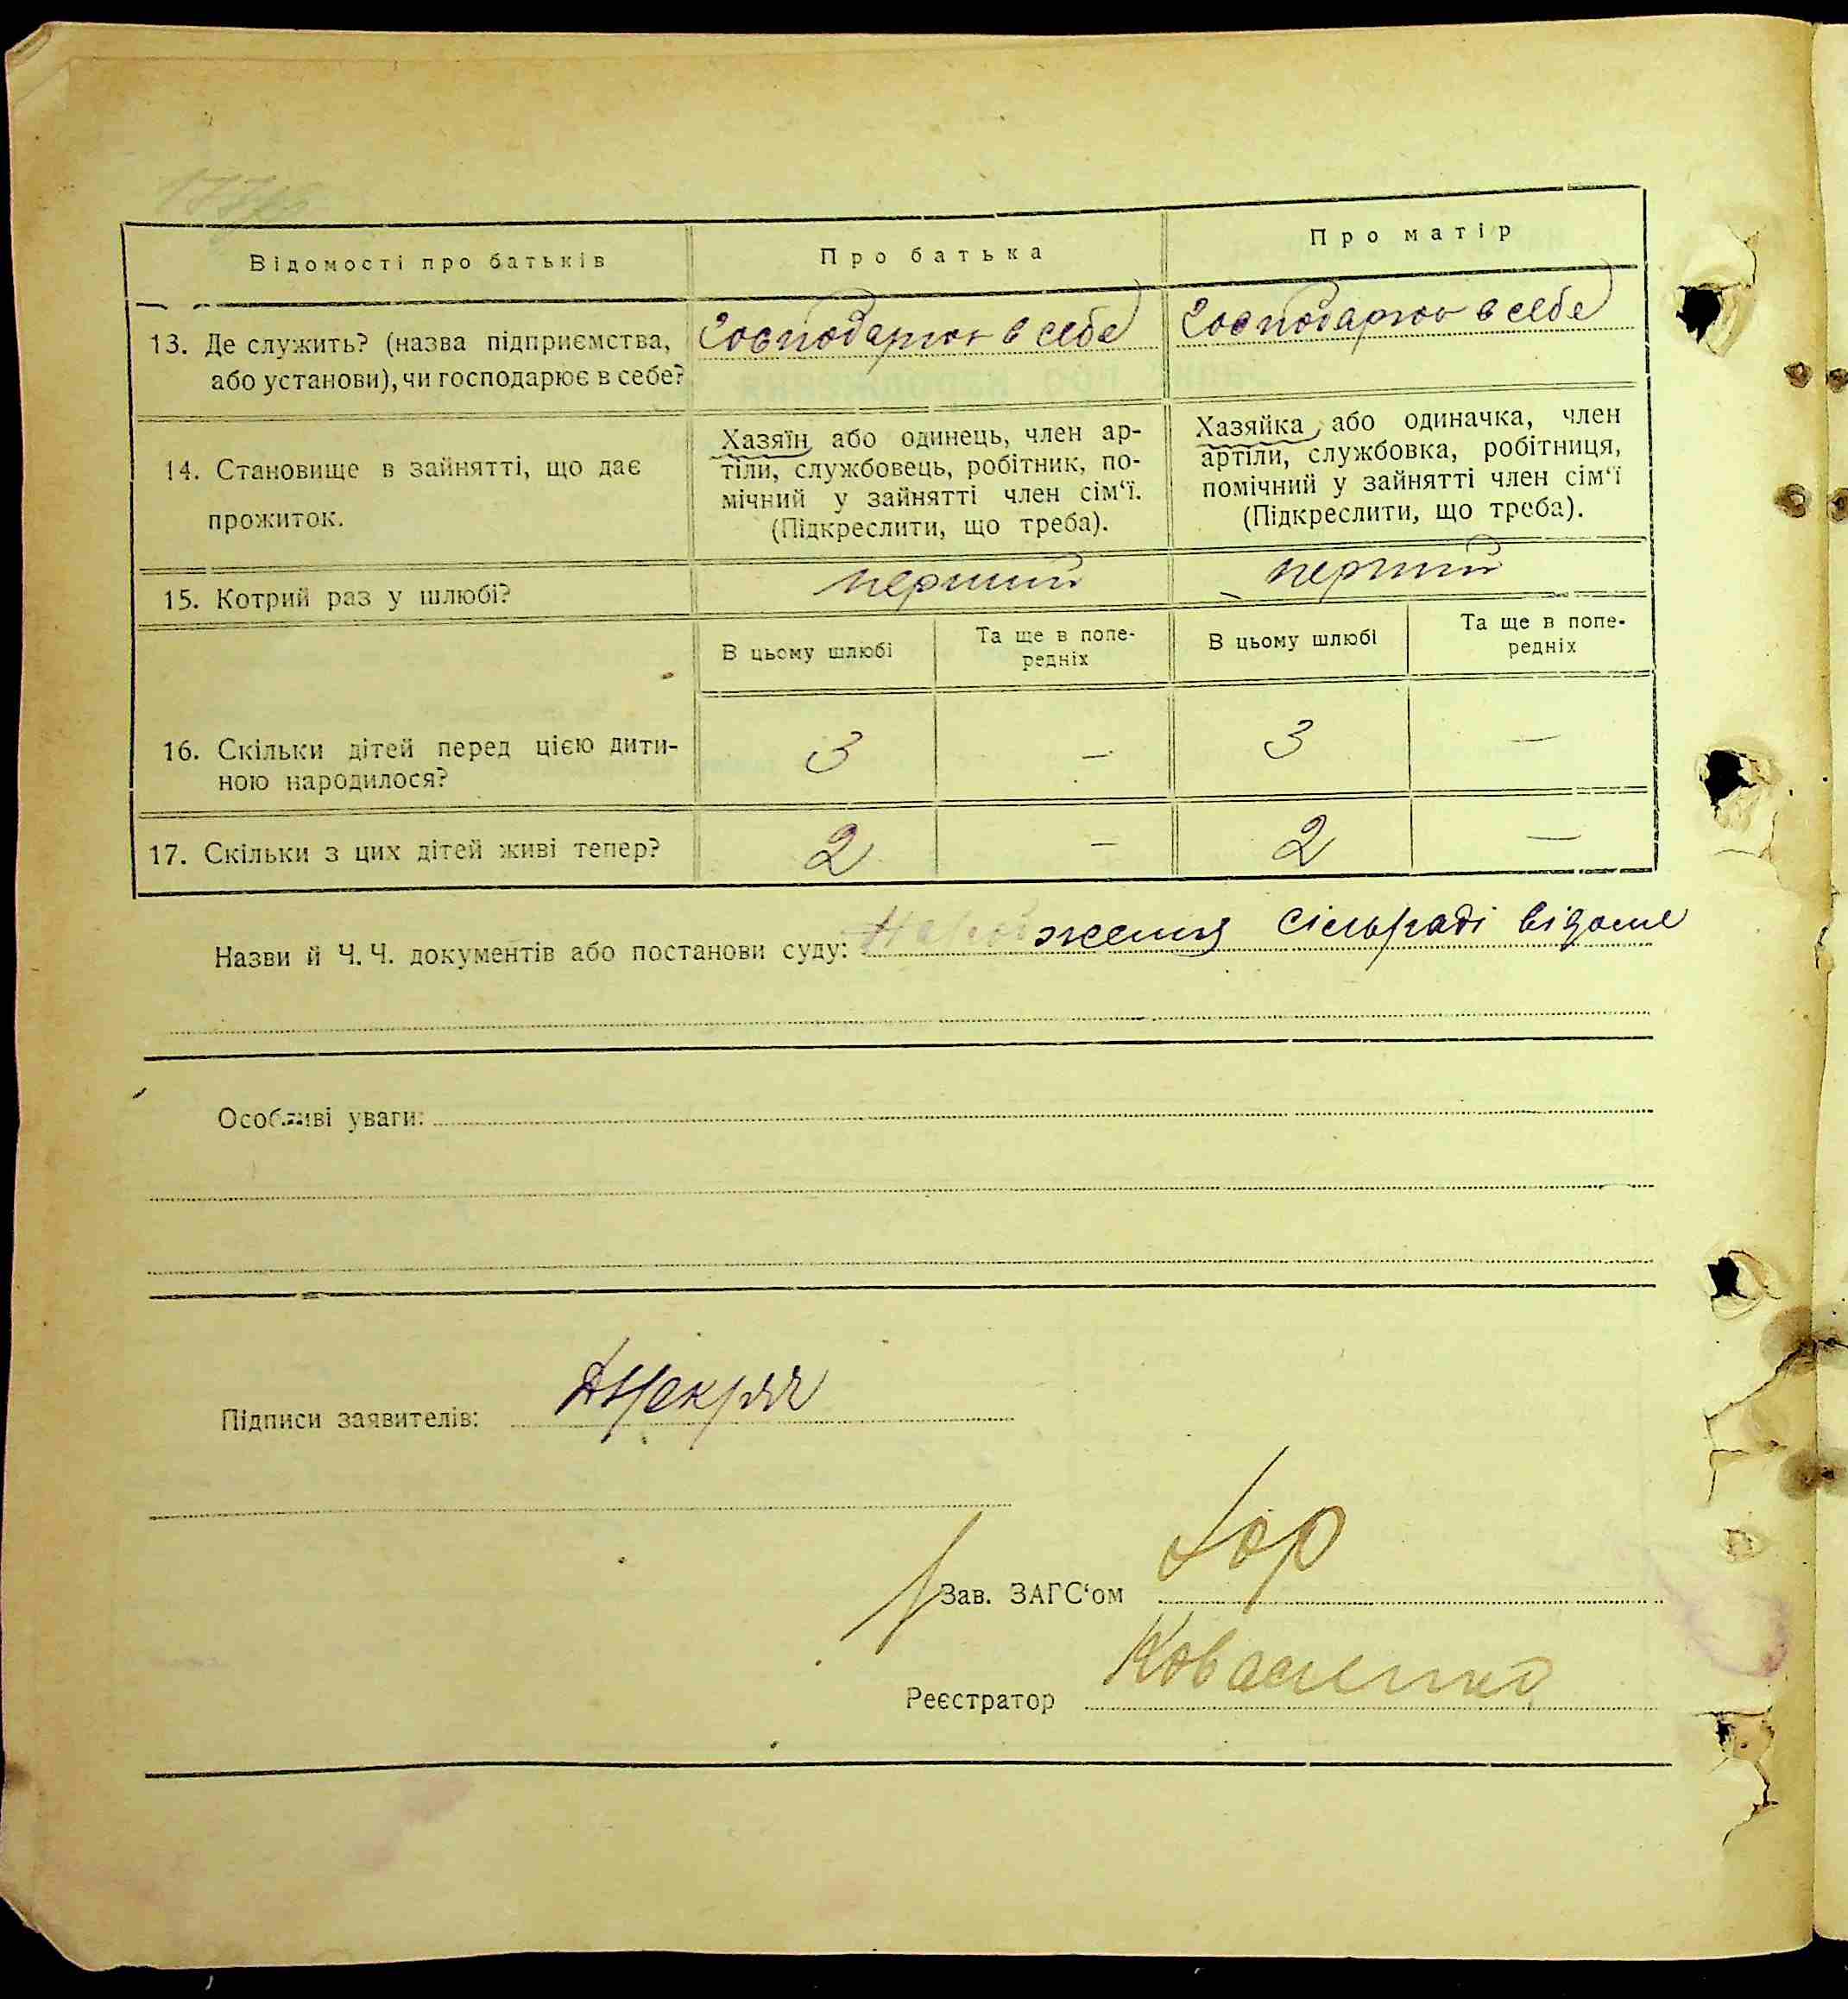 Відомості про батьків
Про батька
Про матір
13. Де служить? (назва підприємства,
або установи), чи господарює в себе?
Господарює в себе
Господарює в себе
14. Становище в зайнятті, що дає
прожиток.
Хазяїн або одинець, член ар-
тіли, службовець, робітник, по-
мічний у зайнятті член сім‘ї.
(Підкреслити, що треба).
Хазяйка, або одиначка, член
артіли, службовка, робітниця,
помічний у зайнятті член сім‘ї
(Підкреслити, що треба).
15. Котрий раз у шлюбі?
перший
перший
В цьому шлюбі
Та ще в попе-
редніх
В цьому шлюбі
Та ще в попе-
редніх
16. Скільки дітей перед цією дити-
ною народилося?
3 — 3 —
17. Скільки з цих дітей живі тепер?
2 — 2 —
Назви й Ч. Ч. документів або постанови суду: Народження сільраді відоме
Особливі уваги:
Підписи заявителів:
Зав. ЗАГС‘ом
Реєстратор Коваленко